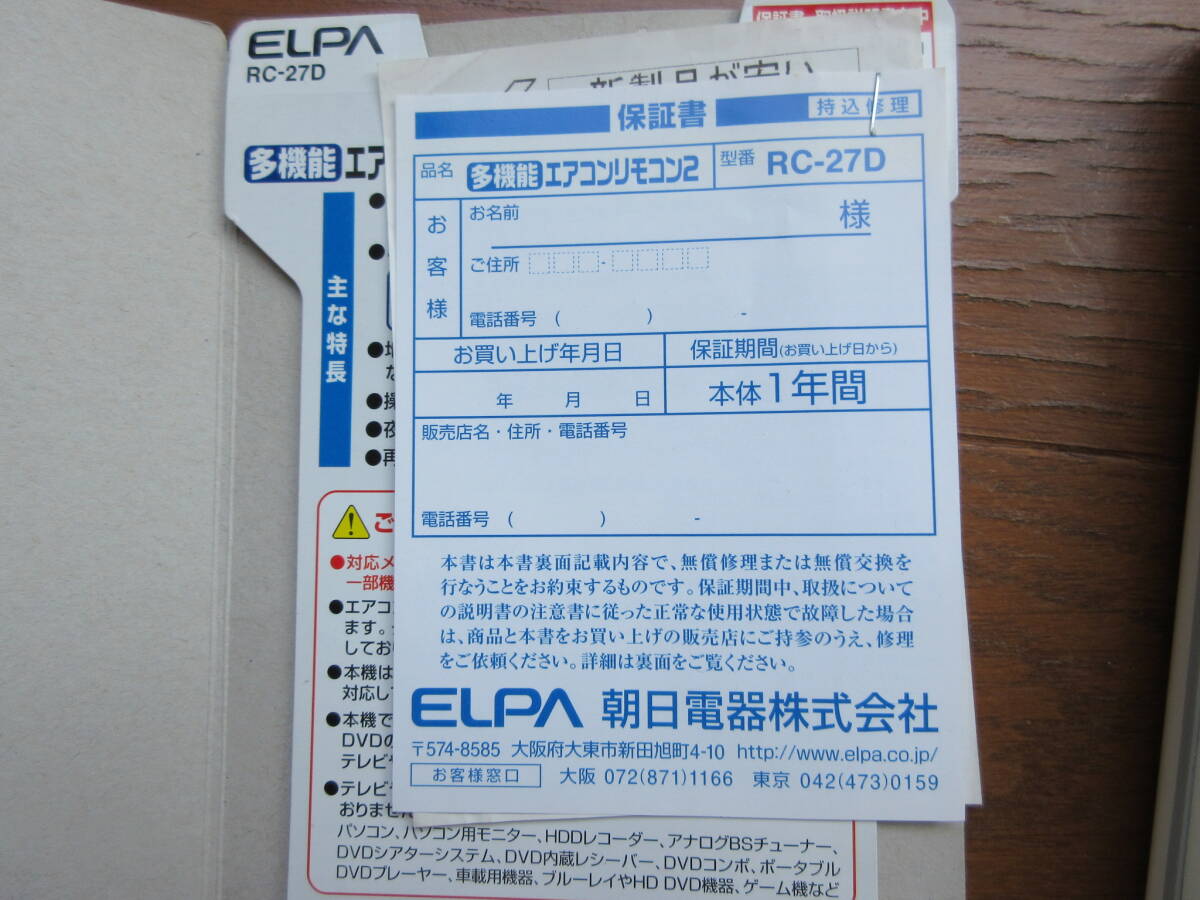 ELPA
RC-27D
多機能 エア
主な特長
対応メ
一部機
●エアコ
ます。
してお
●本機は
対応し
●本機で
DVDの
テレビ
●テレビ
おりません
パソコン、パソコン用モニター、HDDレコーダー、アナログBSチューナー、
DVDシアターシステム、DVD内蔵レシーバー、DVDコンボ、ポータブル
DVDプレーヤー、車載用機器、ブルーレイやHD DVD機器、ゲーム機など
新製品が安い
保証書 持込修理
品名 多機能エアコンリモコン2 型番 RC-27D
お客様
お名前 様
ご住所 -
電話番号 ( ) -
お買い上げ年月日 保証期間(お買い上げ日から)
年 月 日 本体1年間
販売店名・住所・電話番号
電話番号 ( ) -
本書は本書裏面記載内容で、無償修理または無償交換を
行なうことをお約束するものです。保証期間中、取扱について
の説明書の注意書に従った正常な使用状態で故障した場合
は、商品と本書をお買い上げの販売店にご持参のうえ、修理
をご依頼ください。詳細は裏面をご覧ください。
ELPA 朝日電器株式会社
〒574-8585 大阪府大東市新田旭町4-10 http://www.elpa.co.jp/
お客様窓口 大阪 072(871)1166 東京 042(473)0159